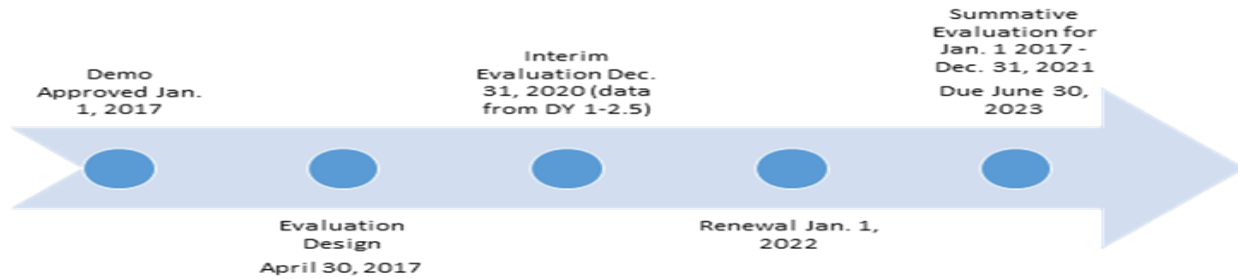 Demo
Approved Jan.
1, 2017
Evaluation
Design
April 30, 2017
Interim
Evaluation Dec.
31, 2020 (data
from DY 1-2.5)
Renewal Jan. 1,
2022
Summative
Evaluation for
Jan. 1 2017 -
Dec. 31, 2021
Due June 30,
2023